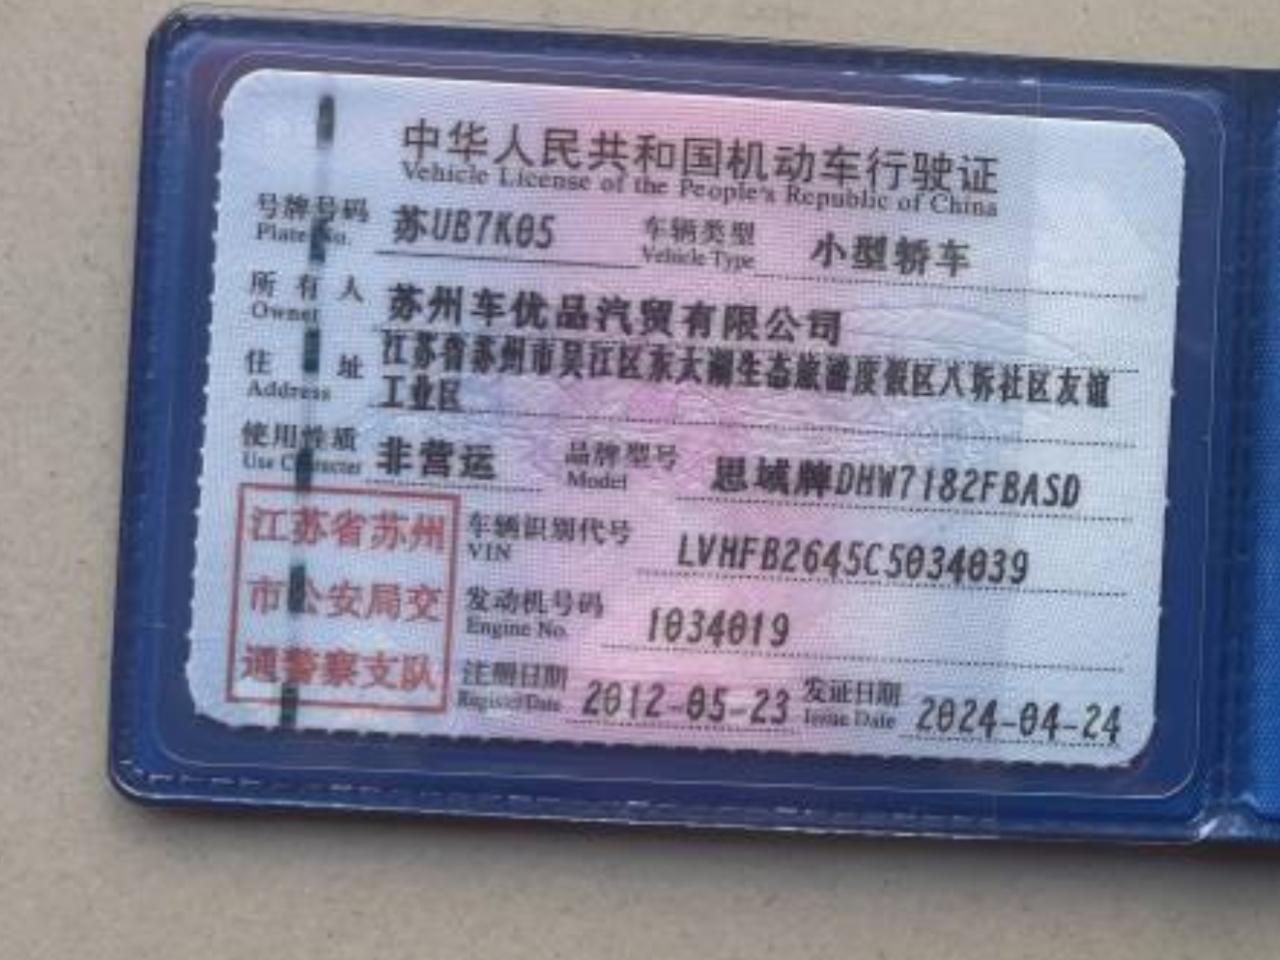 中华人民共和国机动车行驶证
Vehicle License of the People's Republic of China
号牌号码 苏UB7K05 车辆类型 小型轿车
Plate No. Vehicle Type
所有人 苏州车优品汽贸有限公司
Owner
住址 江苏省苏州市吴江区东太湖生态旅游度假区八坼社区友谊
Address 工业区
使用性质 非营运 品牌型号 思域牌DHW7182FBASD
Use Character Model
江苏省苏州
市公安局交
通警察支队
车辆识别代号 LVHFB2645C5034039
VIN
发动机号码 1034019
Engine No.
注册日期 2012-05-23 发证日期 2024-04-24
Register Date Issue Date